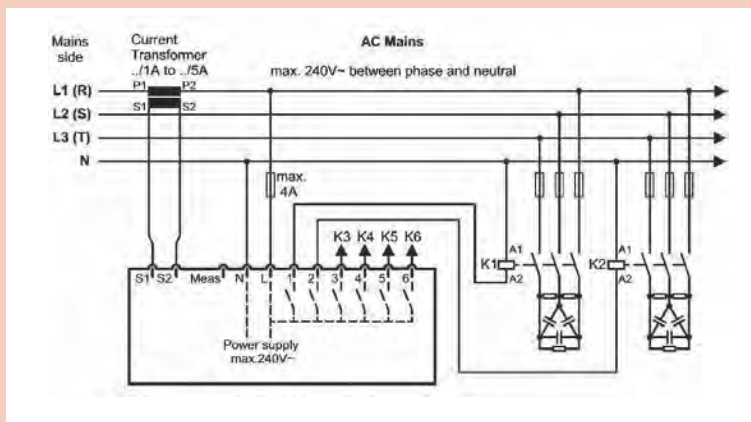 Mains side
Current Transformer ../1A to ../5A
AC Mains
max. 240V~ between phase and neutral
P1 P2
L1 (R)
S1 S2
L2 (S)
L3 (T)
N
max. 4A
K3 K4 K5 K6
K1 A1 A2
K2 A1 A2
S1 S2 Meas N L 1 2 3 4 5 6
Power supply
max.240V~